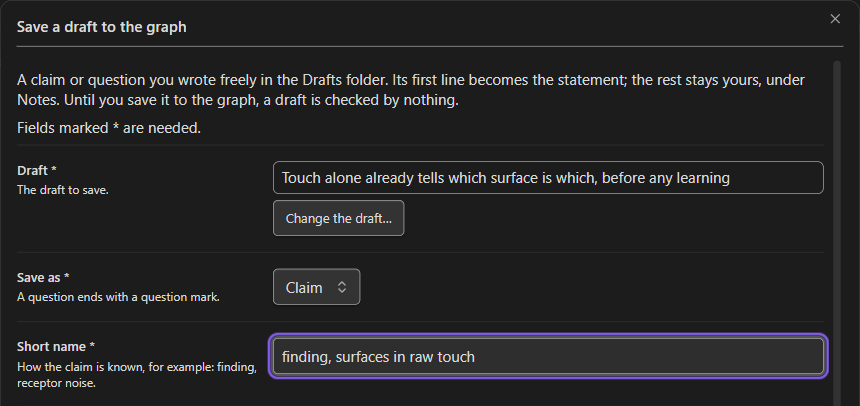 Save a draft to the graph
A claim or question you wrote freely in the Drafts folder. Its first line becomes the statement; the rest stays yours, under
Notes. Until you save it to the graph, a draft is checked by nothing.
Fields marked * are needed.
Draft *
The draft to save.
Touch alone already tells which surface is which, before any learning
Change the draft...
Save as *
A question ends with a question mark.
Claim
Short name *
How the claim is known, for example: finding,
receptor noise.
finding, surfaces in raw touch